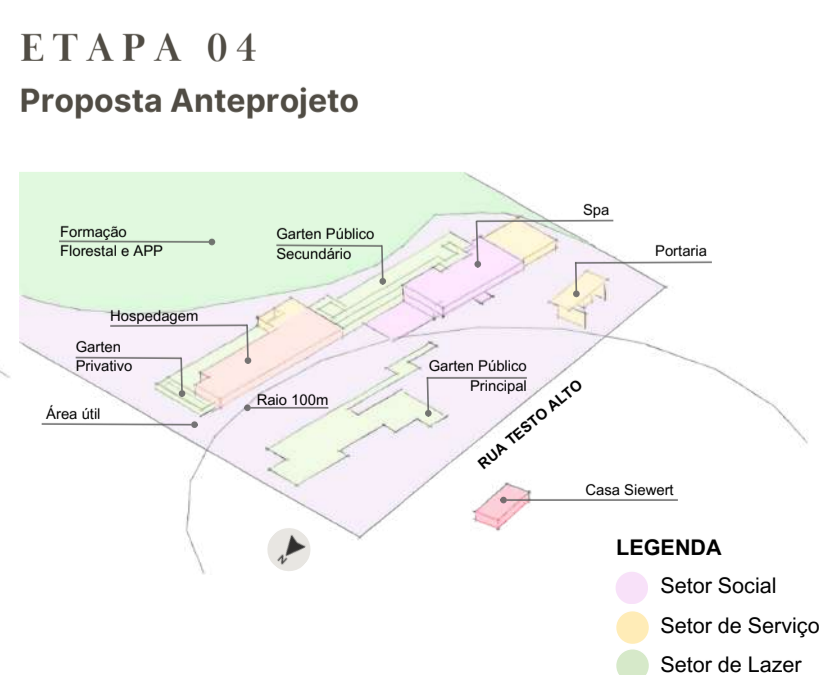 ETAPA 04
Proposta Anteprojeto
Spa
Formação
Florestal e APP
Garten Público
Secundário
Portaria
Hospedagem
Garten
Privativo
Garten Público
Principal
Raio 100m
Área útil
RUA TESTO ALTO
Casa Siewert
N
LEGENDA
Setor Social
Setor de Serviço
Setor de Lazer